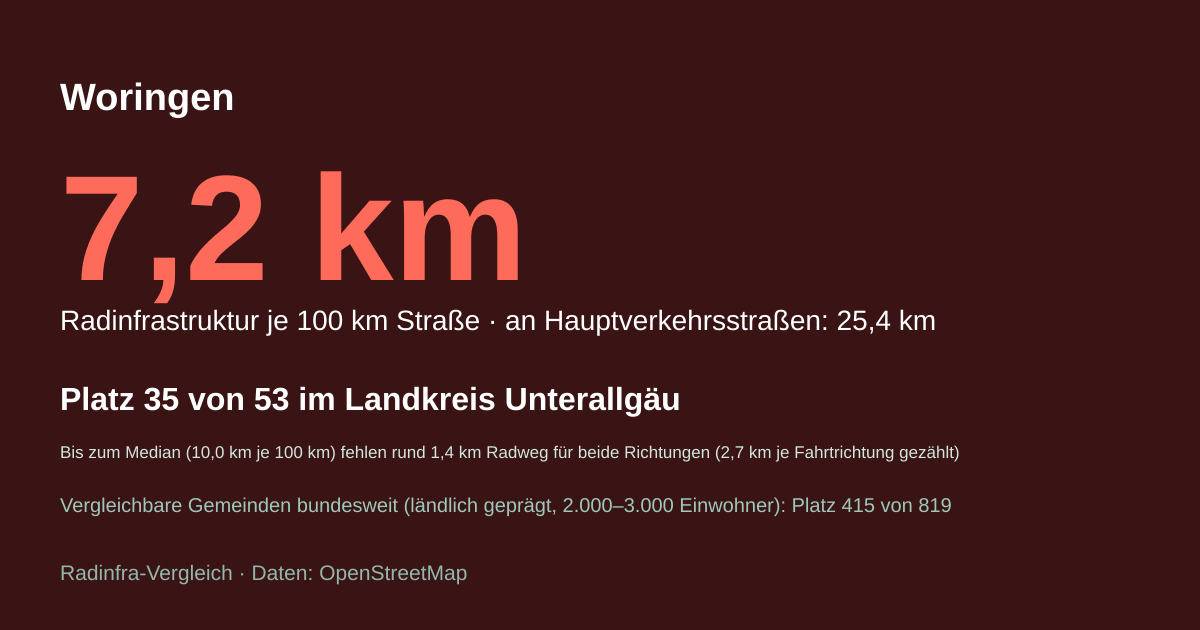 Woringen
7,2 km
Radinfrastruktur je 100 km Straße · an Hauptverkehrsstraßen: 25,4 km
Platz 35 von 53 im Landkreis Unterallgäu
Bis zum Median (10,0 km je 100 km) fehlen rund 1,4 km Radweg für beide Richtungen (2,7 km je Fahrtrichtung gezählt)
Vergleichbare Gemeinden bundesweit (ländlich geprägt, 2.000–3.000 Einwohner): Platz 415 von 819
Radinfra-Vergleich · Daten: OpenStreetMap